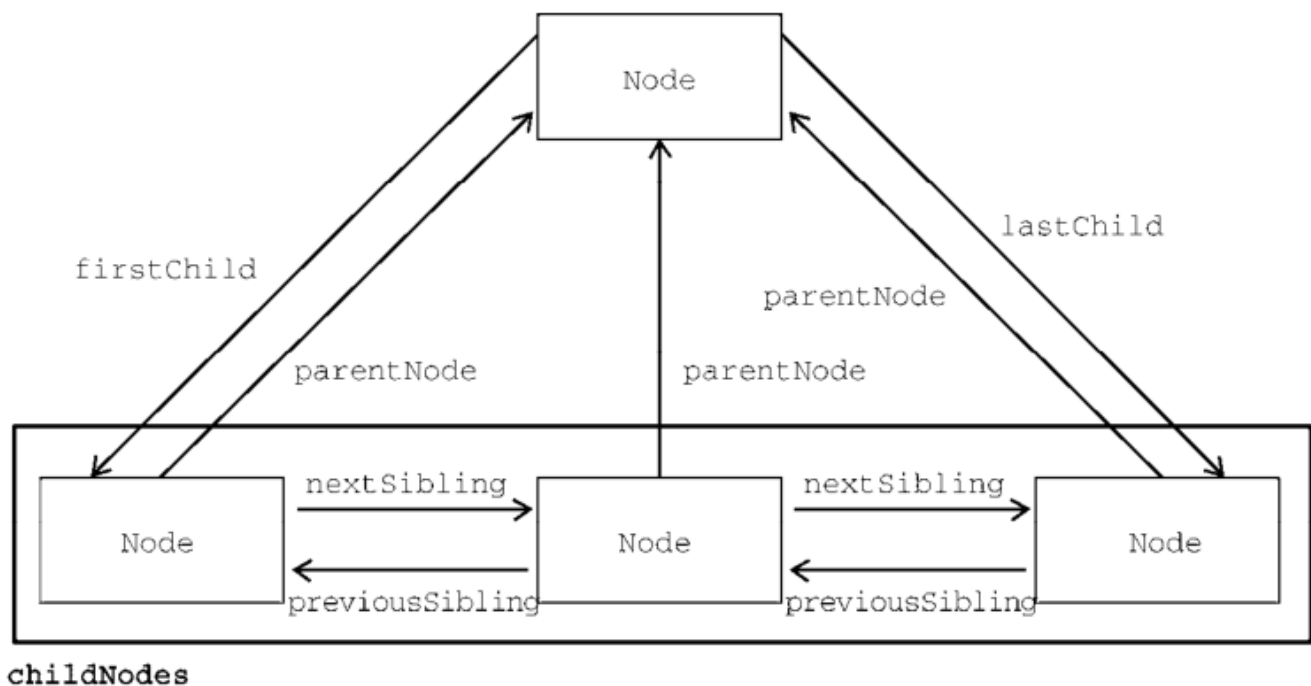 Node
lastChild
firstChild
parentNode
parentNode
parentNode
nextSibling
nextSibling
Node
Node
Node
previousSibling
previousSibling
childNodes